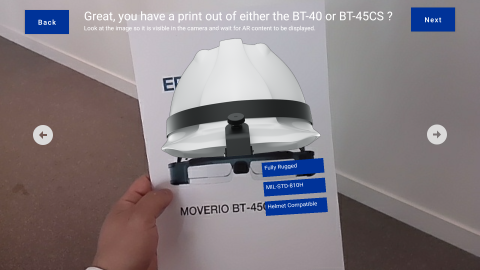 Back
Great, you have a print out of either the BT-40 or BT-45CS ?
Next
Look at the image so it is visible in the camera and wait for AR content to be displayed.
Fully Rugged
MIL-STD-810H
Helmet Compatible
MOVERIO